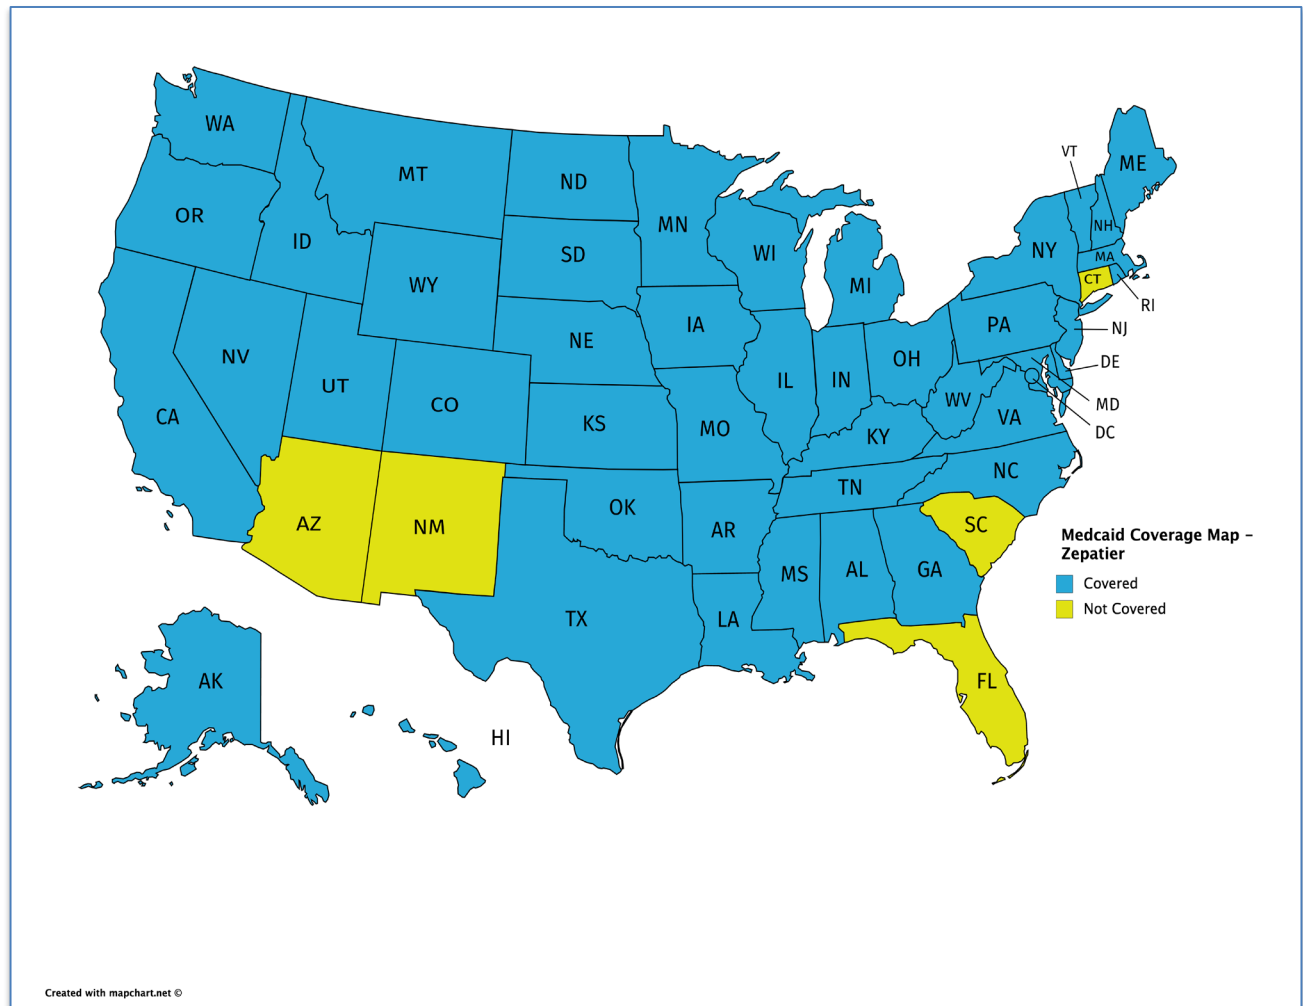 WA
MT
ND
MN
VT
ME
OR
ID
SD
WI
NY
NH
MA
WY
MI
CT
RI
IA
NE
PA
NJ
NV
UT
CO
IL
IN
OH
DE
CA
KS
MO
WV
VA
MD
DC
KY
NC
TN
AZ
NM
OK
AR
SC
MS
AL
GA
TX
LA
FL
AK
HI
Medcaid Coverage Map –
Zepatier
Covered
Not Covered
Created with mapchart.net ©